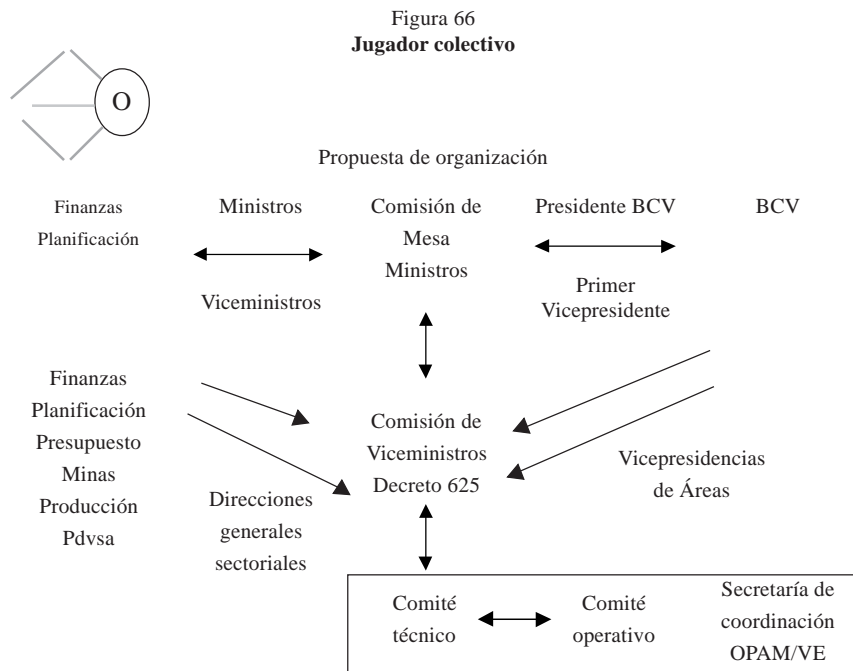 Figura 66
Jugador colectivo
O
Propuesta de organización
Finanzas
Planificación
Ministros
Viceministros
Comisión de
Mesa
Ministros
Presidente BCV
Primer
Vicepresidente
BCV
Finanzas
Planificación
Presupuesto
Minas
Producción
Pdvsa
Direcciones
generales
sectoriales
Comisión de
Viceministros
Decreto 625
Vicepresidencias
de Áreas
Comité
técnico
Comité
operativo
Secretaría de
coordinación
OPAM/VE